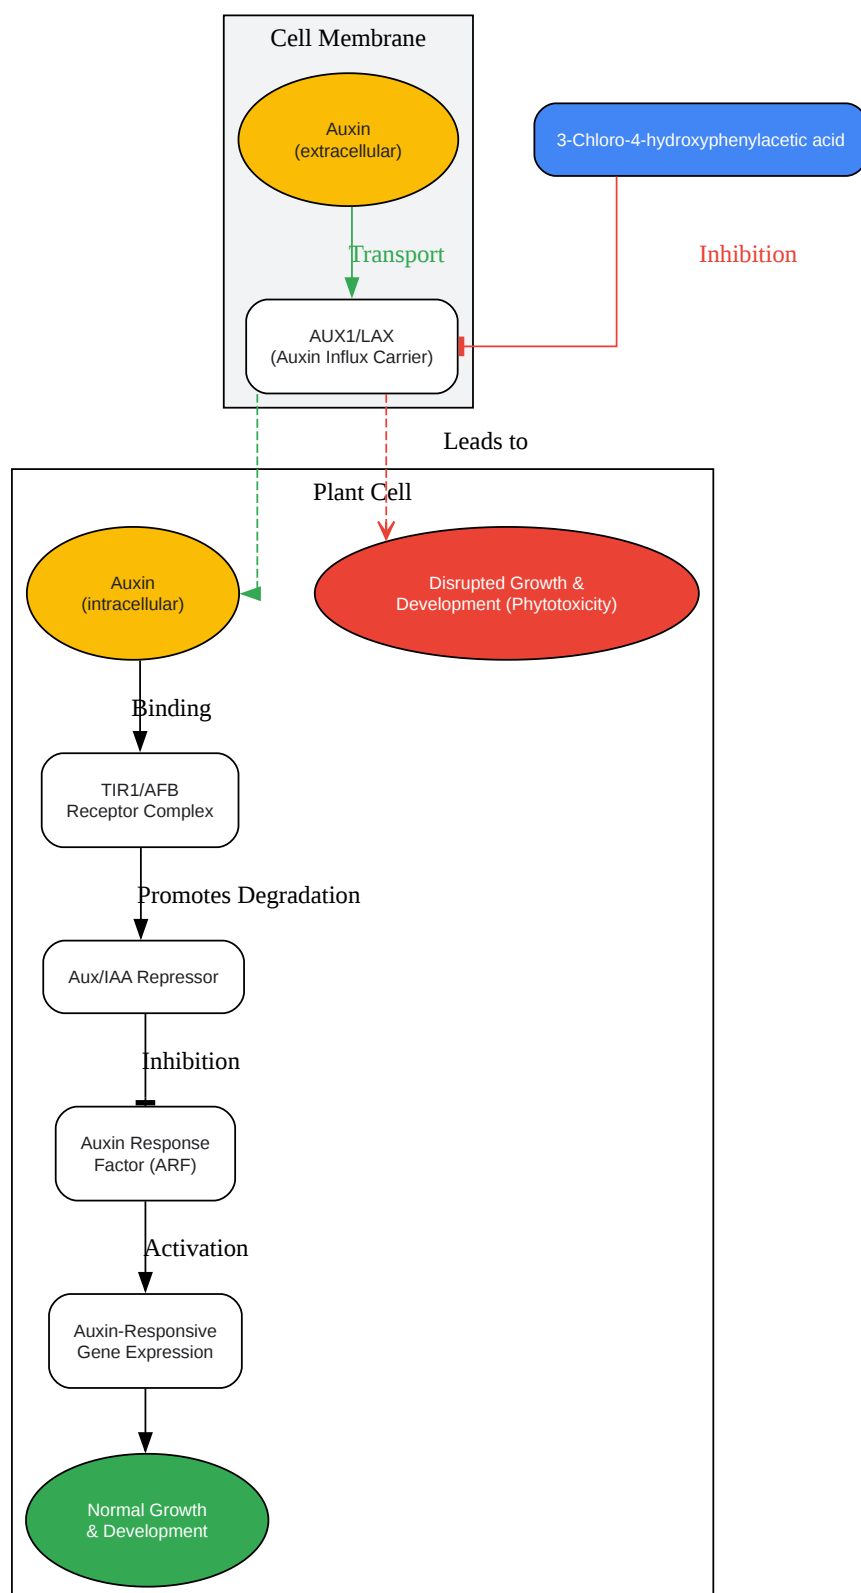 Cell Membrane
Auxin
(extracellular)
3-Chloro-4-hydroxyphenylacetic acid
Transport
Inhibition
AUX1/LAX
(Auxin Influx Carrier)
Leads to
Plant Cell
Auxin
(intracellular)
Disrupted Growth &
Development (Phytotoxicity)
Binding
TIR1/AFB
Receptor Complex
Promotes Degradation
Aux/IAA Repressor
Inhibition
Auxin Response
Factor (ARF)
Activation
Auxin-Responsive
Gene Expression
Normal Growth
& Development